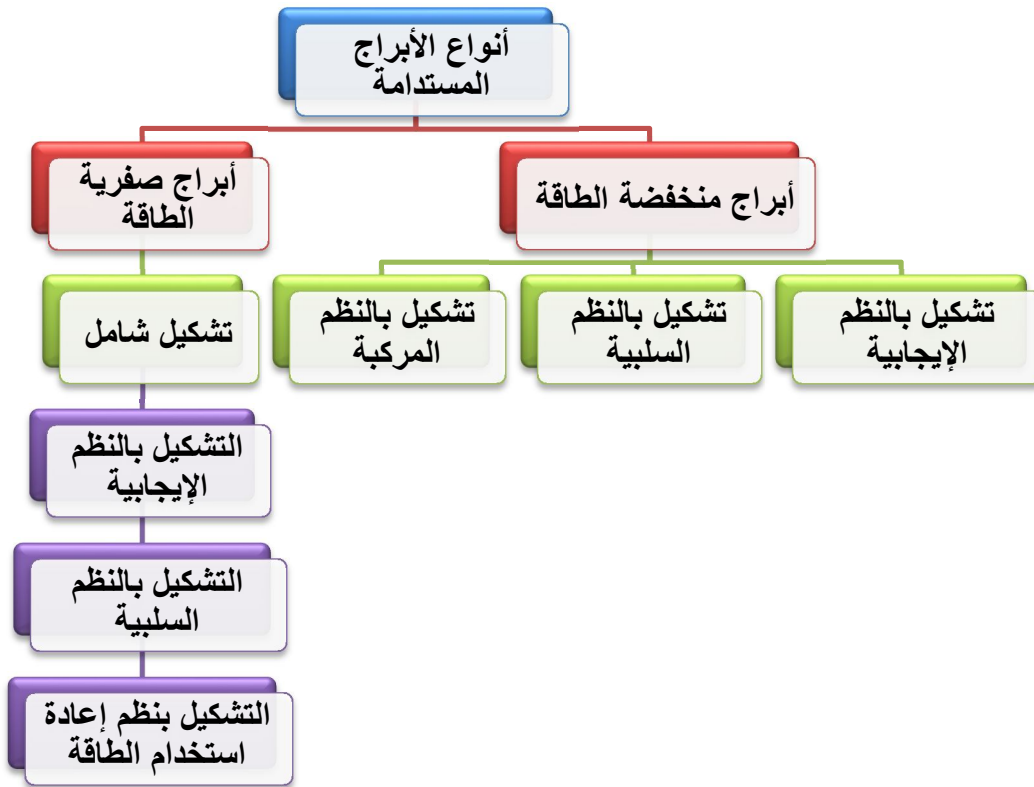 أنواع الأبراج
المستدامة
أبراج منخفضة الطاقة
أبراج صفرية
الطاقة
تشكيل بالنظم
الإيجابية
تشكيل بالنظم
السلبية
تشكيل بالنظم
المركبة
تشكيل شامل
التشكيل بالنظم
الإيجابية
التشكيل بالنظم
السلبية
التشكيل بنظم إعادة
استخدام الطاقة